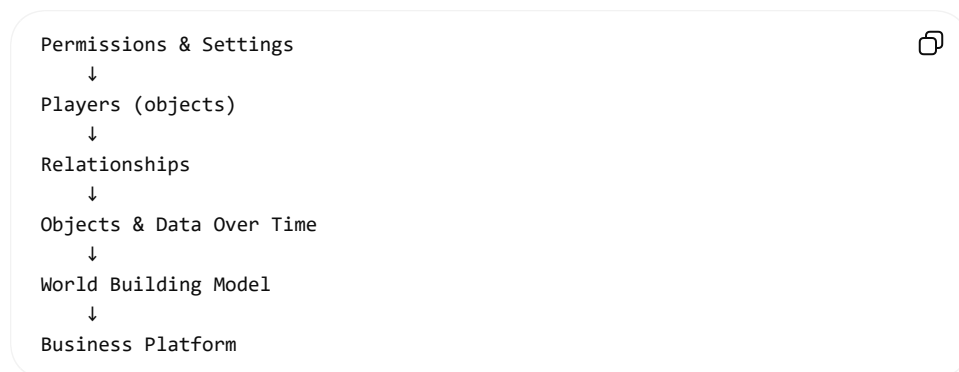 Permissions & Settings
↓
Players (objects)
↓
Relationships
↓
Objects & Data Over Time
↓
World Building Model
↓
Business Platform